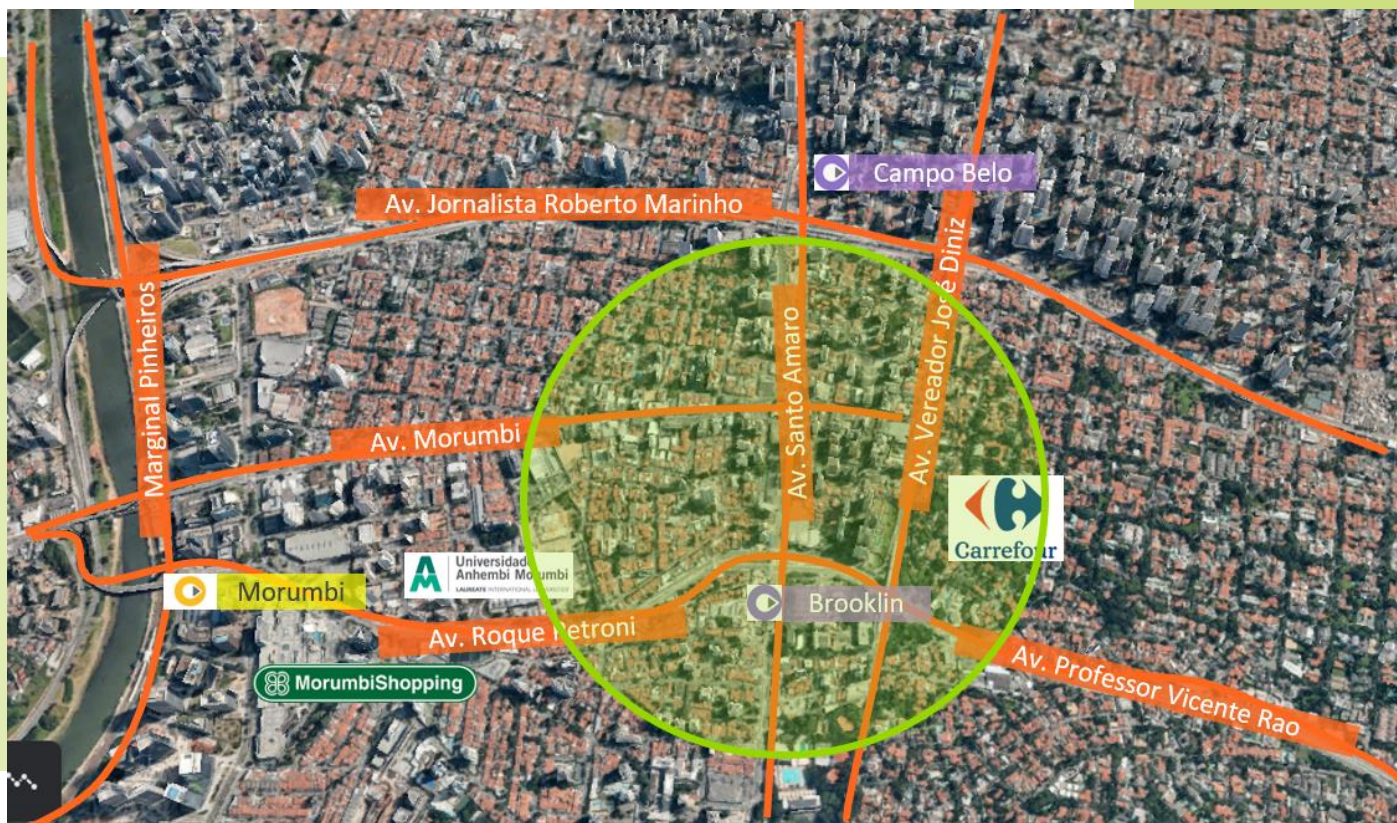 Campo Belo
Av. Jornalista Roberto Marinho
Av. Vereador José Diniz
Marginal Pinheiros
Av. Santo Amaro
Av. Morumbi
Carrefour
Universidade
Anhembi Morumbi
Morumbi
Brooklin
Av. Roque Petroni
Av. Professor Vicente Rao
MorumbiShopping